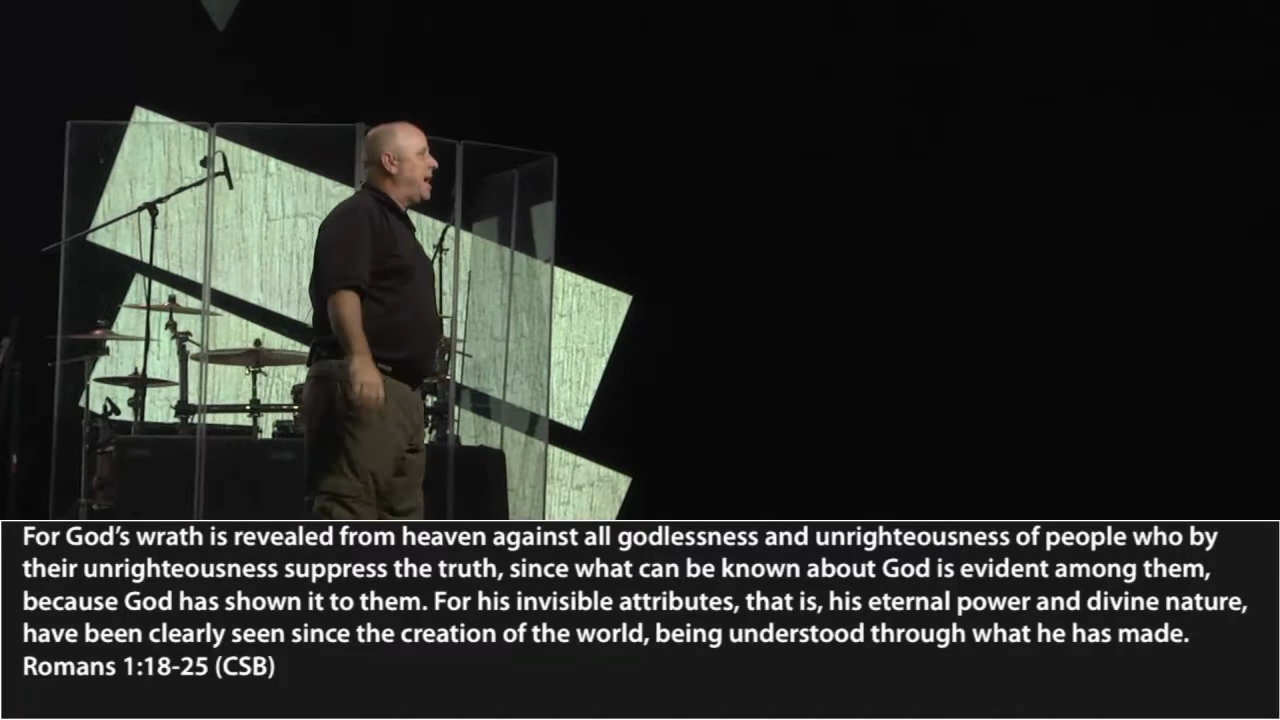 For God’s wrath is revealed from heaven against all godlessness and unrighteousness of people who by
their unrighteousness suppress the truth, since what can be known about God is evident among them,
because God has shown it to them. For his invisible attributes, that is, his eternal power and divine nature,
have been clearly seen since the creation of the world, being understood through what he has made.
Romans 1:18-25 (CSB)